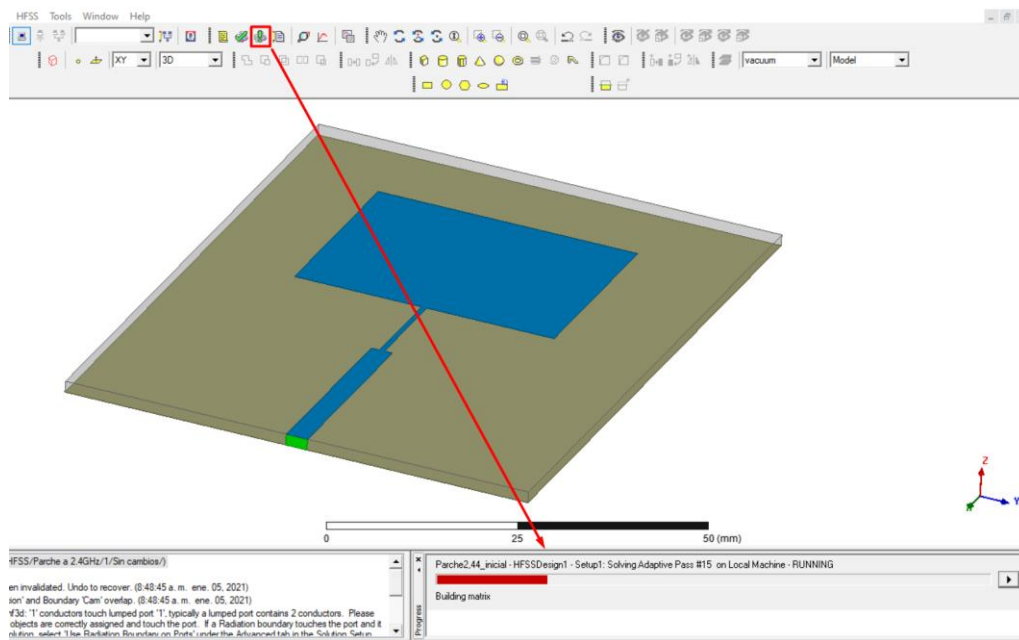 HFSS Tools Window Help
XY 3D vacuum Model
Z
Y
0 25 50 (mm)
HFSS/Parche a 2.4GHz/1/Sin cambios/)
en invalidated. Undo to recover. (8:48:45 a. m. ene. 05, 2021)
ion' and Boundary 'Cam' overlap. (8:48:45 a. m. ene. 05, 2021)
nf3d: '1' conductors touch lumped port '1', typically a lumped port contains 2 conductors. Please
objects are correctly assigned and touch the port. If a Radiation boundary touches the port and it
olution, select 'Use Radiation Boundary on Ports' under the Advanced tab in the Solution Setup
Progress
Parche2,44_inicial - HFSSDesign1 - Setup1: Solving Adaptive Pass #15 on Local Machine - RUNNING
Building matrix